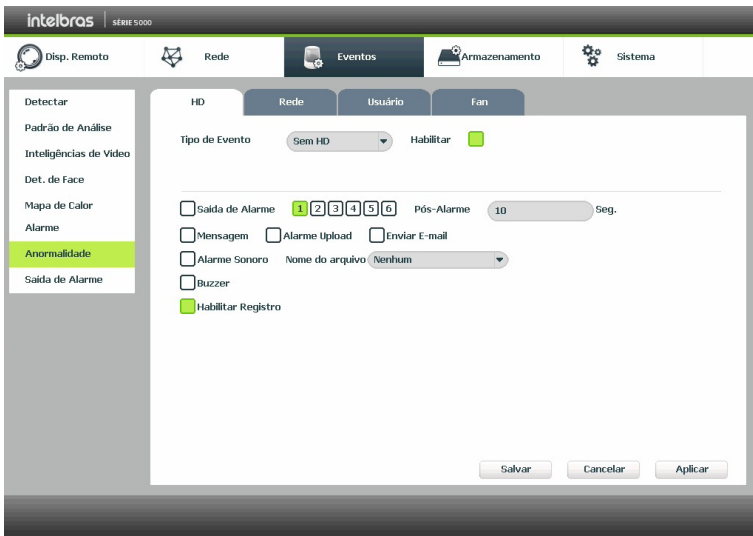 intelbras SÉRIE 5000
Disp. Remoto Rede Eventos Armazenamento Sistema
Detectar
Padrão de Análise
Inteligências de Video
Det. de Face
Mapa de Calor
Alarme
Anormalidade
Saída de Alarme
HD Rede Usuário Fan
Tipo de Evento Sem HD Habilitar
Saída de Alarme 1 2 3 4 5 6 Pós-Alarme 10 Seg.
Mensagem Alarme Upload Enviar E-mail
Alarme Sonoro Nome do arquivo Nenhum
Buzzer
Habilitar Registro
Salvar Cancelar Aplicar